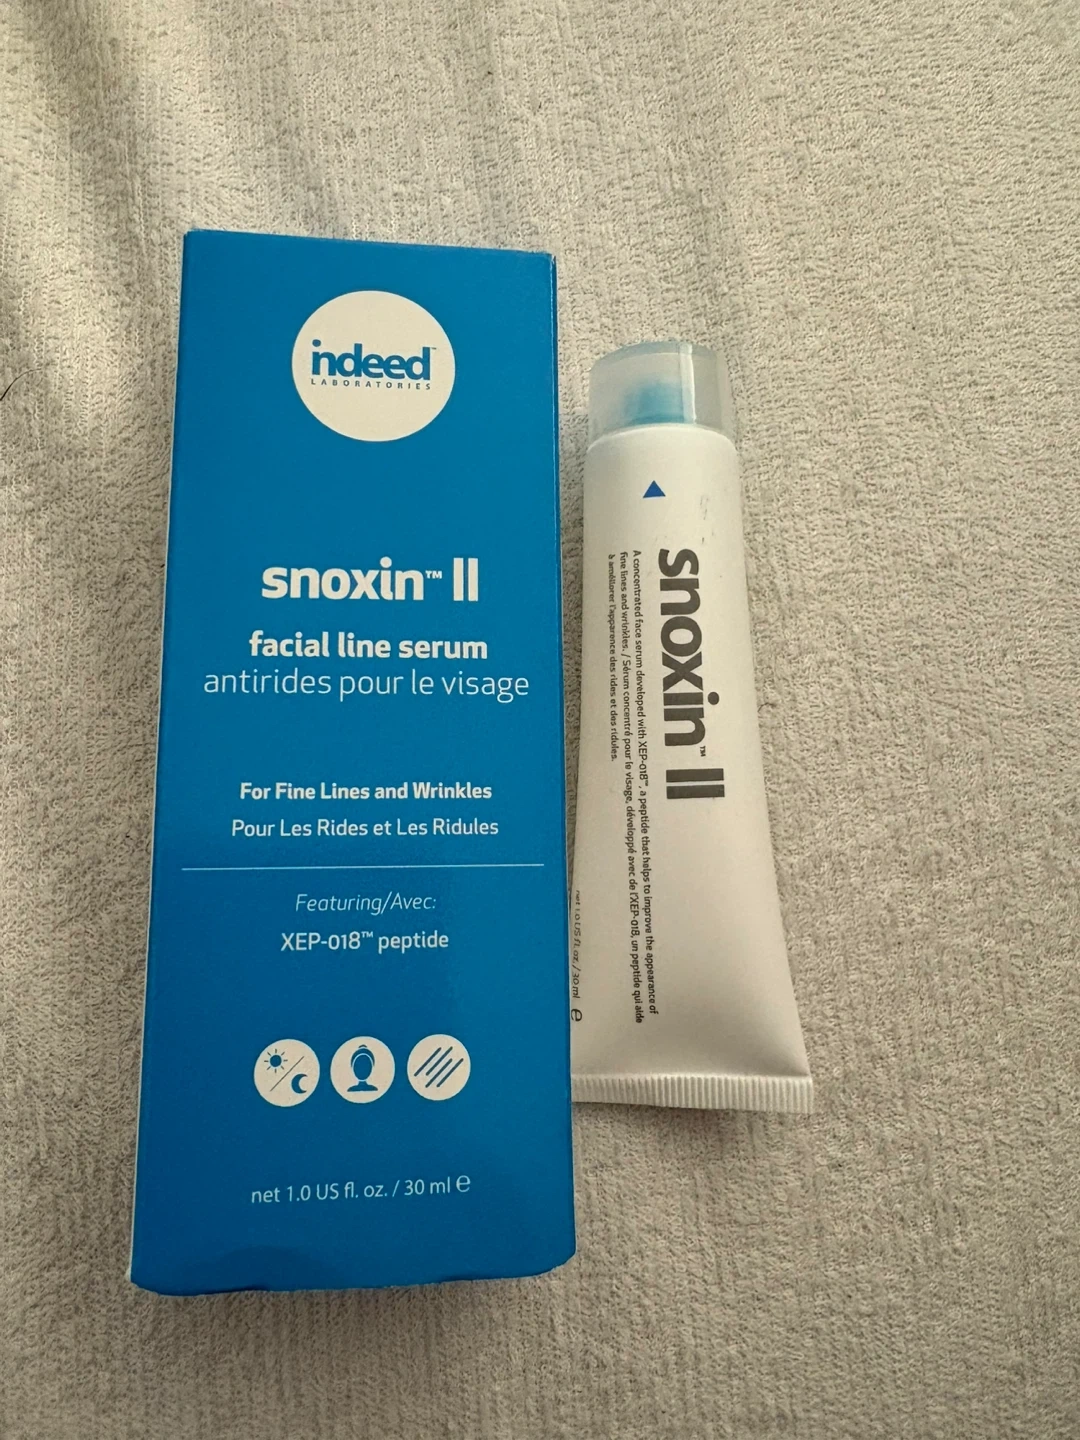 indeed™
LABORATORIES
snoxin™ II
facial line serum
antirides pour le visage
For Fine Lines and Wrinkles
Pour Les Rides et Les Ridules
Featuring/Avec:
XEP-018™ peptide
net 1.0 US fl. oz. / 30 ml ℮
snoxin™ II
A concentrated face serum developed with XEP-018™, a peptide that helps to improve the appearance of
fine lines and wrinkles. / Sérum concentré pour le visage, développé avec de l'XEP-018, un peptide qui aide
à améliorer l'apparence des rides et des ridules.
net 1.0 US fl. oz. / 30 ml ℮